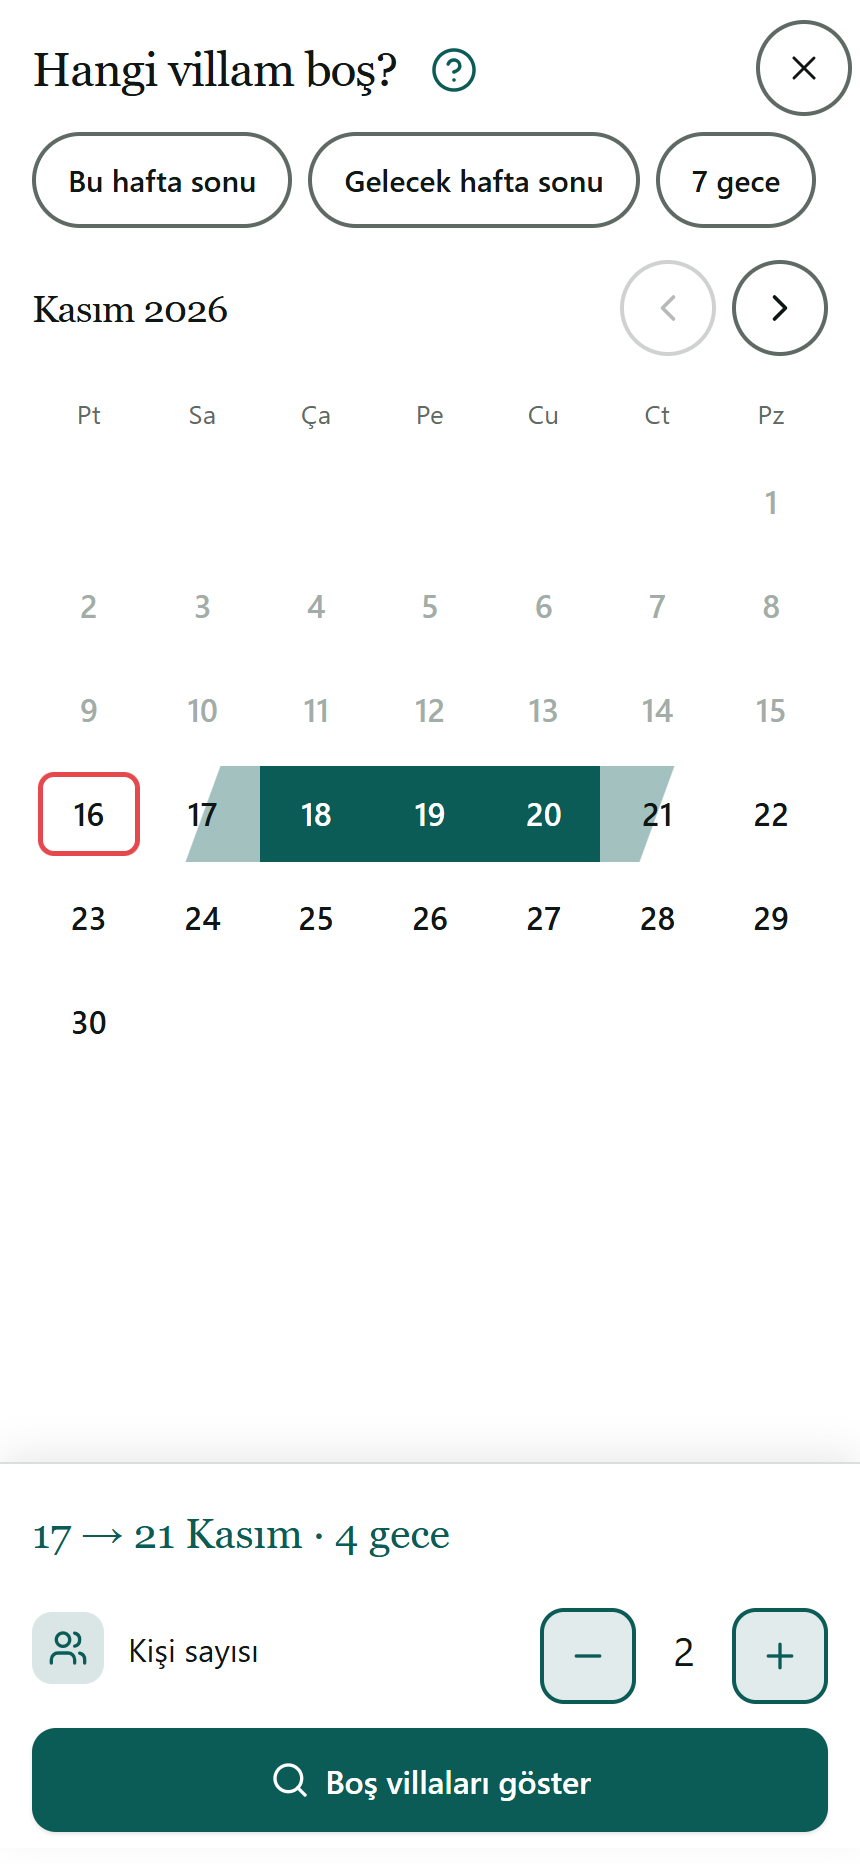 Hangi villam boş?
Bu hafta sonu Gelecek hafta sonu 7 gece
Kasım 2026
Pt Sa Ça Pe Cu Ct Pz
1
2 3 4 5 6 7 8
9 10 11 12 13 14 15
16 17 18 19 20 21 22
23 24 25 26 27 28 29
30
17 → 21 Kasım · 4 gece
Kişi sayısı − 2 +
Boş villaları göster